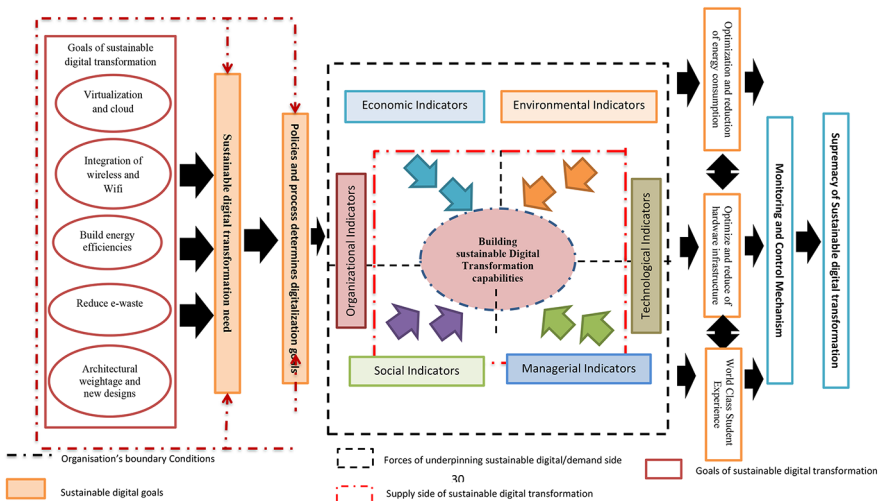 Goals of sustainable
digital transformation
Virtualization
and cloud
Integration of
wireless and
Wifi
Build energy
efficiencies
Reduce e-waste
Architectural
weightage and
new designs
Sustainable digital transformation need
Policies and process determines digitalization goals
Economic Indicators
Environmental Indicators
Organizational Indicators
Building
sustainable Digital
Transformation
capabilities
Technological Indicators
Social Indicators
Managerial Indicators
Optimization and reduction
of energy consumption
Optimize and reduce of
hardware infrastructure
World Class Student
Experience
Monitoring and Control Mechanism
Supremacy of Sustainable digital transformation
Organisation's boundary Conditions
Sustainable digital goals
Forces of underpinning sustainable digital/demand side
30
Supply side of sustainable digital transformation
Goals of sustainable digital transformation